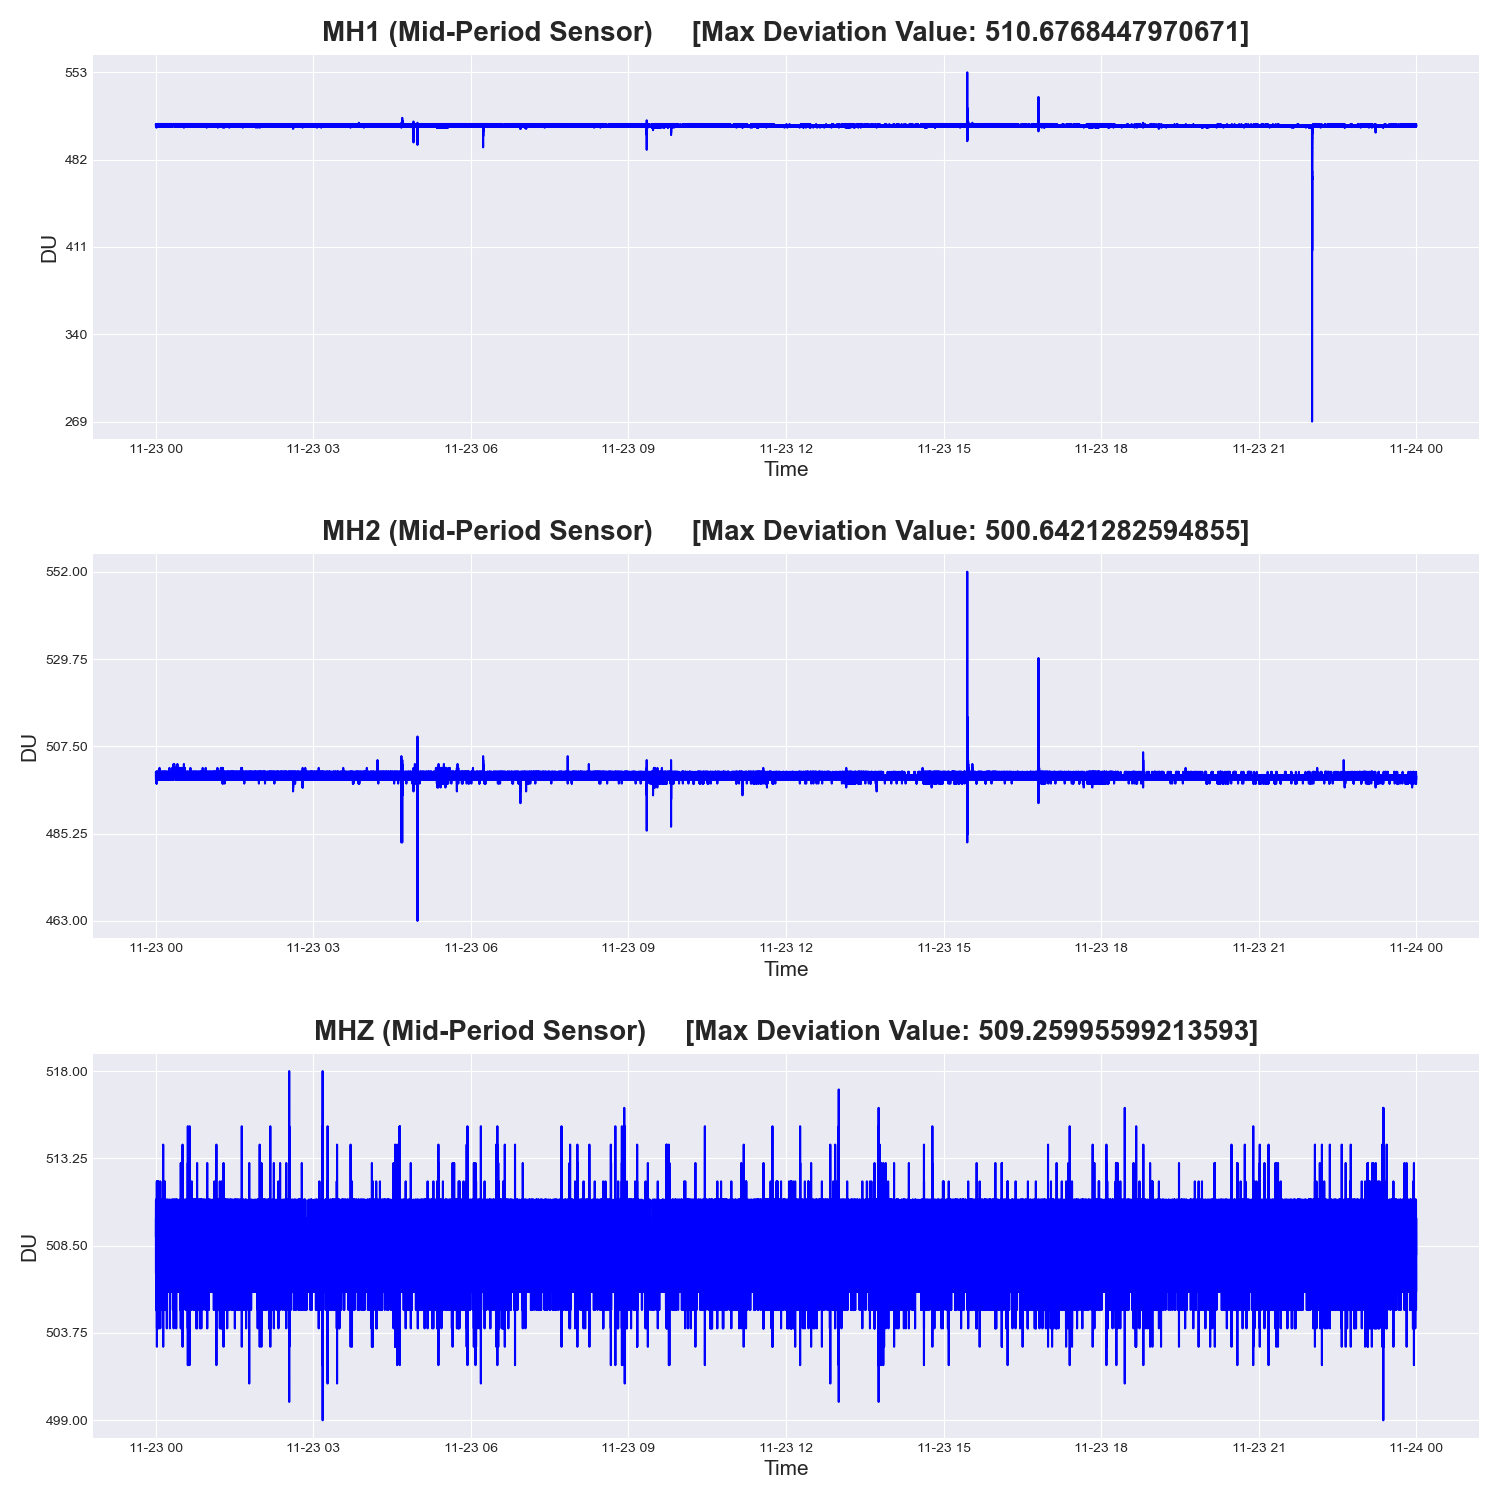 MH1 (Mid-Period Sensor) [Max Deviation Value: 510.6768447970671]
553
482
411
340
269
DU
11-23 00 11-23 03 11-23 06 11-23 09 11-23 12 11-23 15 11-23 18 11-23 21 11-24 00
Time
MH2 (Mid-Period Sensor) [Max Deviation Value: 500.6421282594855]
552.00
529.75
507.50
485.25
463.00
DU
11-23 00 11-23 03 11-23 06 11-23 09 11-23 12 11-23 15 11-23 18 11-23 21 11-24 00
Time
MHZ (Mid-Period Sensor) [Max Deviation Value: 509.25995599213593]
518.00
513.25
508.50
503.75
499.00
DU
11-23 00 11-23 03 11-23 06 11-23 09 11-23 12 11-23 15 11-23 18 11-23 21 11-24 00
Time